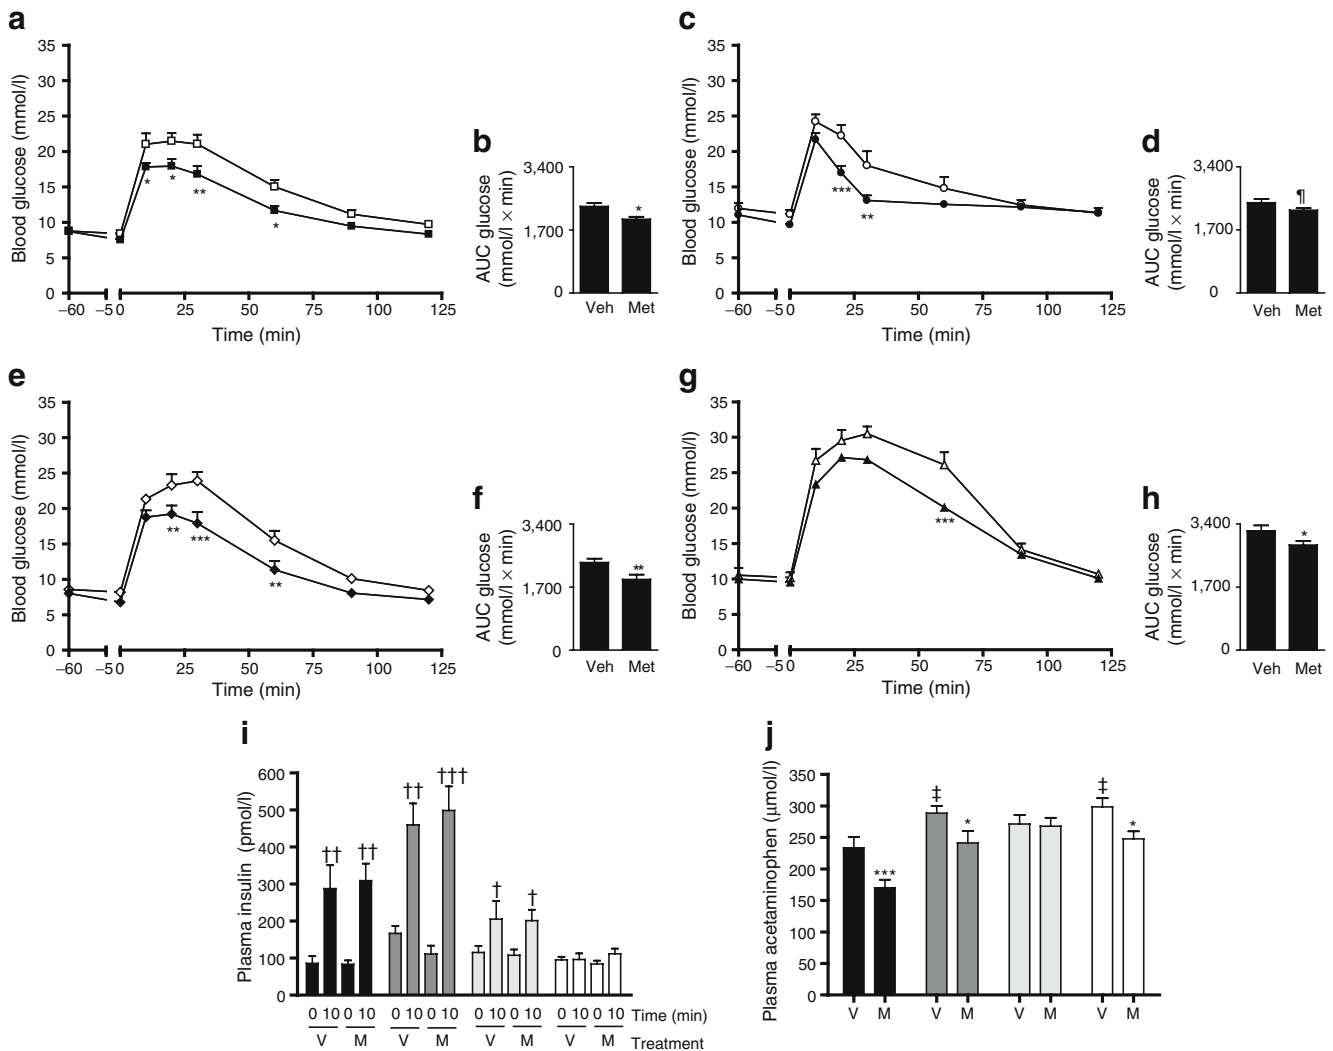 a
35
30
25
20
15
10
5
0
Blood glucose (mmol/l)
* * ** *
−60 −5 0 25 50 75 100 125
Time (min)
b
3,400
1,700
0
AUC glucose
(mmol/l × min)
*
Veh Met
c
35
30
25
20
15
10
5
0
Blood glucose (mmol/l)
*** **
−60 −5 0 25 50 75 100 125
Time (min)
d
3,400
1,700
0
AUC glucose
(mmol/l × min)
¶
Veh Met
e
35
30
25
20
15
10
5
0
Blood glucose (mmol/l)
** *** **
−60 −5 0 25 50 75 100 125
Time (min)
f
3,400
1,700
0
AUC glucose
(mmol/l × min)
**
Veh Met
g
35
30
25
20
15
10
5
0
Blood glucose (mmol/l)
***
−60 −5 0 25 50 75 100 125
Time (min)
h
3,400
1,700
0
AUC glucose
(mmol/l × min)
*
Veh Met
i
600
500
400
300
200
100
0
Plasma insulin (pmol/l)
†† †† †† ††† † †
0 10 0 10 0 10 0 10 0 10 0 10 0 10 0 10 Time (min)
V M V M V M V M Treatment
j
350
300
250
200
150
100
50
0
Plasma acetaminophen (μmol/l)
*** ‡ * ‡ *
V M V M V M V M